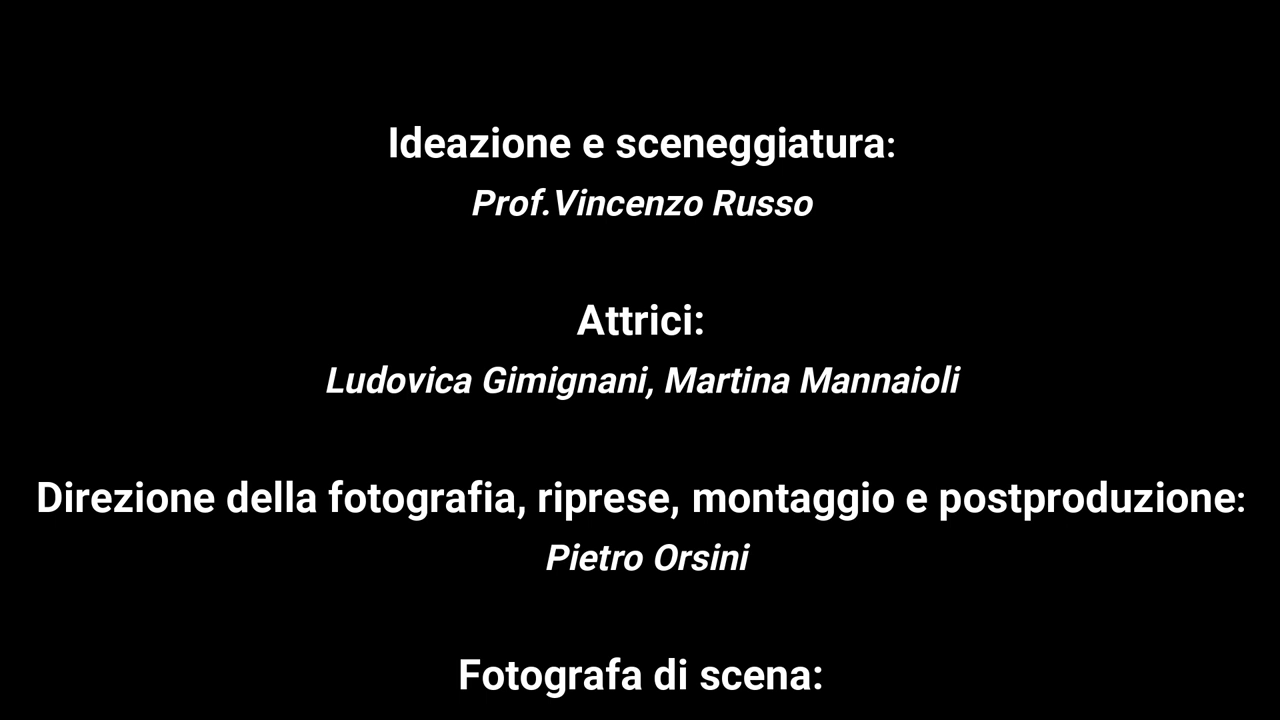 Ideazione e sceneggiatura:
Prof.Vincenzo Russo
Attrici:
Ludovica Gimignani, Martina Mannaioli
Direzione della fotografia, riprese, montaggio e postproduzione:
Pietro Orsini
Fotografa di scena: